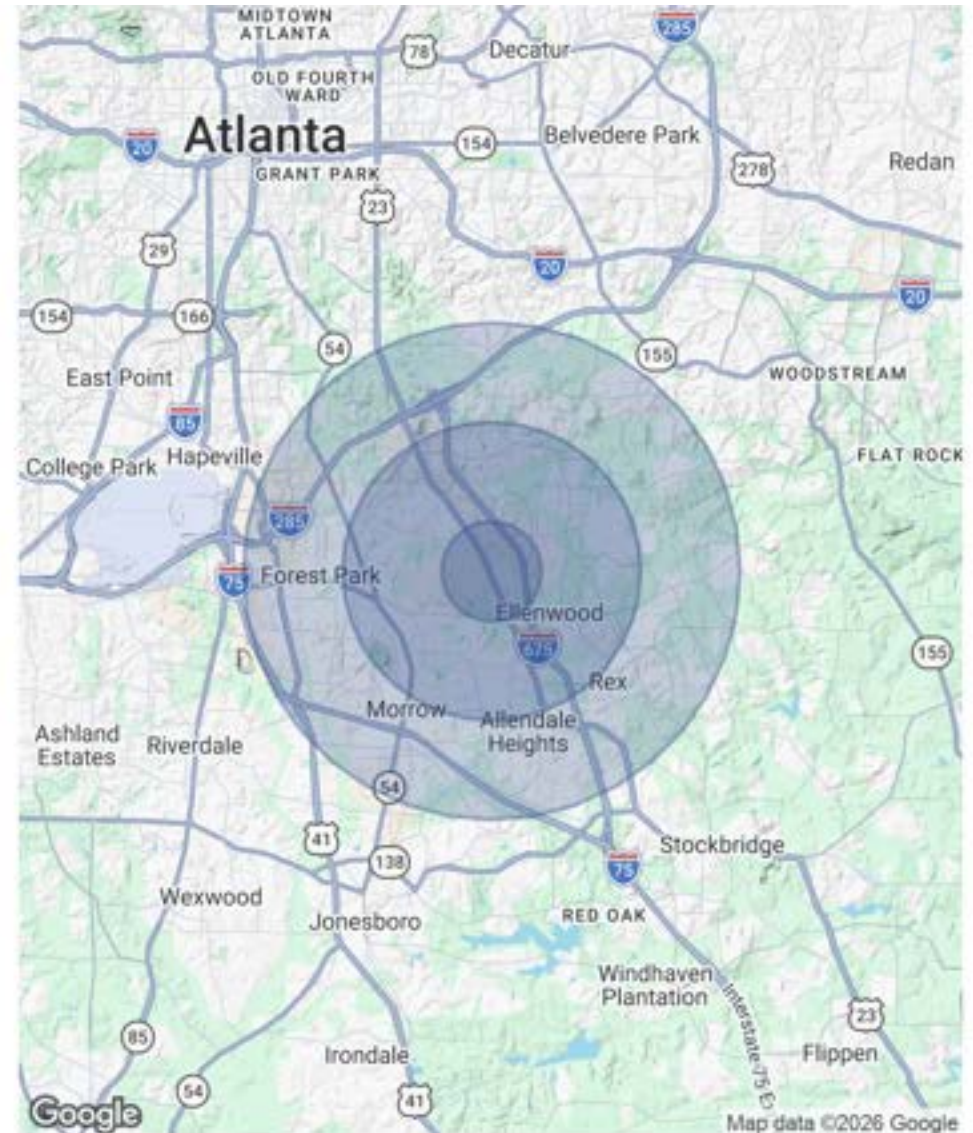 MIDTOWN
ATLANTA
285
78
Decatur
OLD FOURTH
WARD
Atlanta
20
154
Belvedere Park
278
Redan
GRANT PARK
23
29
20
20
154
166
54
155
WOODSTREAM
East Point
85
FLAT ROCK
College Park
Hapeville
285
75
Forest Park
Ellenwood
675
155
Rex
Morrow
Allendale
Heights
Ashland
Estates
Riverdale
54
41
138
Stockbridge
75
Wexwood
Jonesboro
RED OAK
Windhaven
Plantation
Interstate 75 E
23
85
Irondale
Flippen
54
41
Google
Map data ©2026 Google